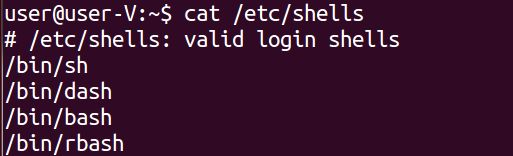 user@user-V:~$ cat /etc/shells
# /etc/shells: valid login shells
/bin/sh
/bin/dash
/bin/bash
/bin/rbash